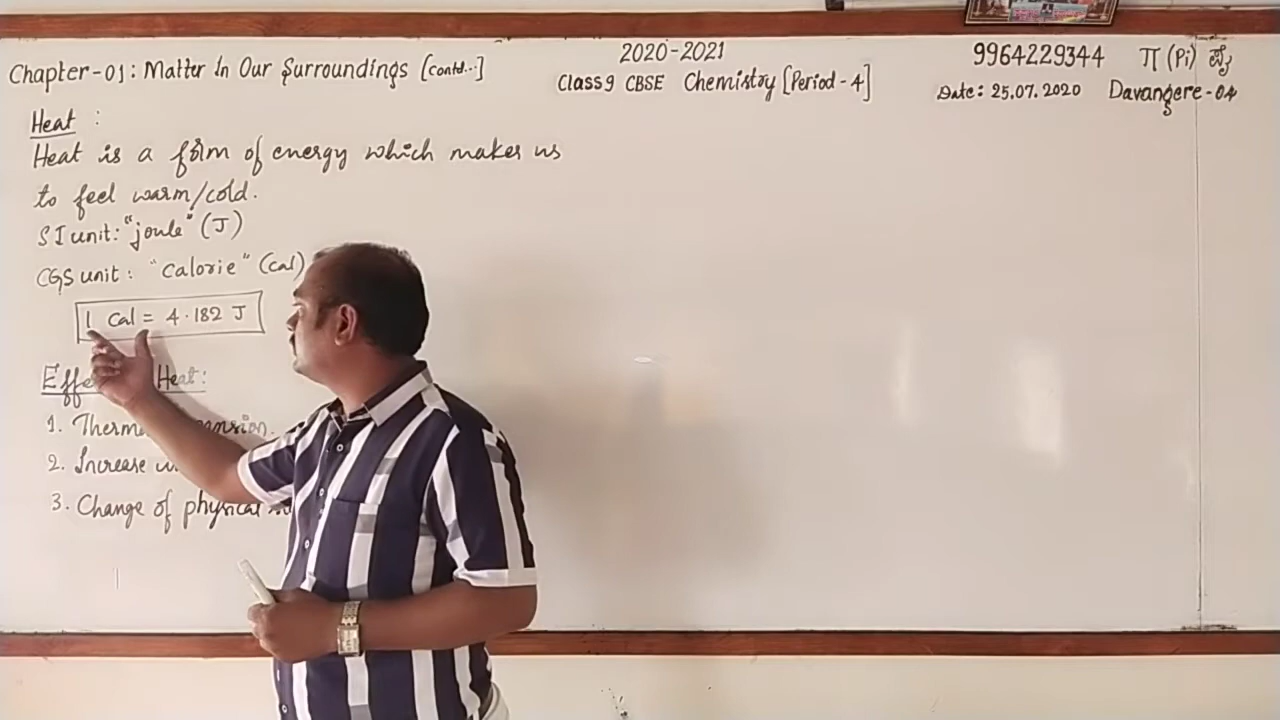 2020-2021
9964229344 π (Pi)
Chapter-01: Matter In Our Surroundings [contd...]
Class 9 CBSE Chemistry [Period - 4]
Date: 25.07.2020 Davangere - 04
Heat :
Heat is a form of energy which makes us
to feel warm/cold.
SI unit: "joule" (J)
CGS unit: "calorie" (cal)
1 Cal = 4.182 J
Heat:
1.
2. Increase
3. Change of physical